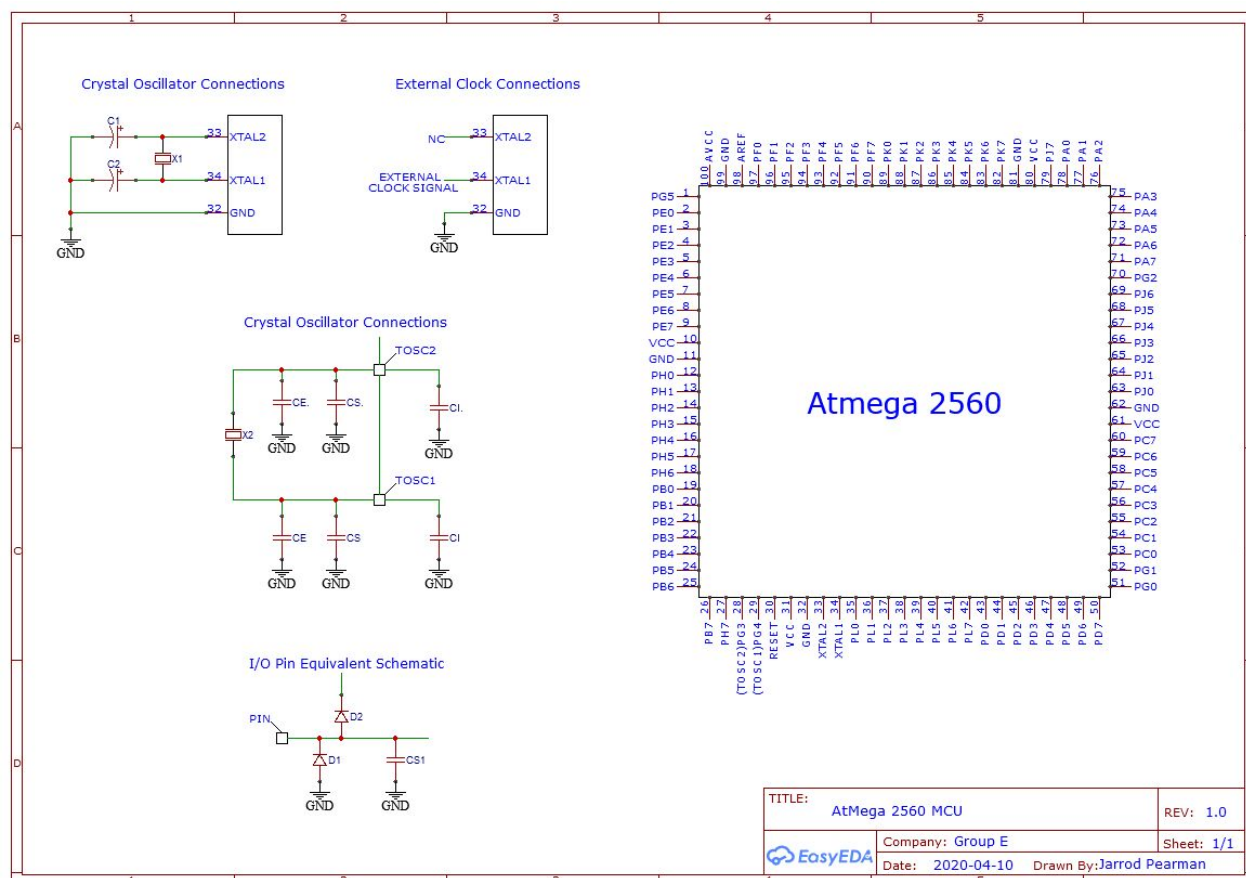 1 2 3 4 5
A
B
C
D
Crystal Oscillator Connections
C1
+
C2
+
X1
33 XTAL2
34 XTAL1
32 GND
GND
External Clock Connections
NC 33 XTAL2
EXTERNAL
CLOCK SIGNAL
34 XTAL1
32 GND
GND
Crystal Oscillator Connections
TOSC2
CE. CS. CI.
X2
GND GND GND
TOSC1
CE CS CI
GND GND GND
I/O Pin Equivalent Schematic
PIN
D2
D1 CS1
GND GND
100 AVCC
99 GND
98 AREF
97 PF0
96 PF1
95 PF2
94 PF3
93 PF4
92 PF5
91 PF6
90 PF7
89 PK0
88 PK1
87 PK2
86 PK3
85 PK4
84 PK5
83 PK6
82 PK7
81 GND
80 VCC
79 PJ7
78 PA0
77 PA1
76 PA2
PG5 1
PE0 2
PE1 3
PE2 4
PE3 5
PE4 6
PE5 7
PE6 8
PE7 9
VCC 10
GND 11
PH0 12
PH1 13
PH2 14
PH3 15
PH4 16
PH5 17
PH6 18
PB0 19
PB1 20
PB2 21
PB3 22
PB4 23
PB5 24
PB6 25
Atmega 2560
75 PA3
74 PA4
73 PA5
72 PA6
71 PA7
70 PG2
69 PJ6
68 PJ5
67 PJ4
66 PJ3
65 PJ2
64 PJ1
63 PJ0
62 GND
61 VCC
60 PC7
59 PC6
58 PC5
57 PC4
56 PC3
55 PC2
54 PC1
53 PC0
52 PG1
51 PG0
PB7 26
PH7 27
(TOSC2)PG3 28
(TOSC1)PG4 29
RESET 30
VCC 31
GND 32
XTAL2 33
XTAL1 34
PL0 35
PL1 36
PL2 37
PL3 38
PL4 39
PL5 40
PL6 41
PL7 42
PD0 43
PD1 44
PD2 45
PD3 46
PD4 47
PD5 48
PD6 49
PD7 50
TITLE:
AtMega 2560 MCU
REV: 1.0
EasyEDA
Company: Group E
Sheet: 1/1
Date: 2020-04-10 Drawn By: Jarrod Pearman